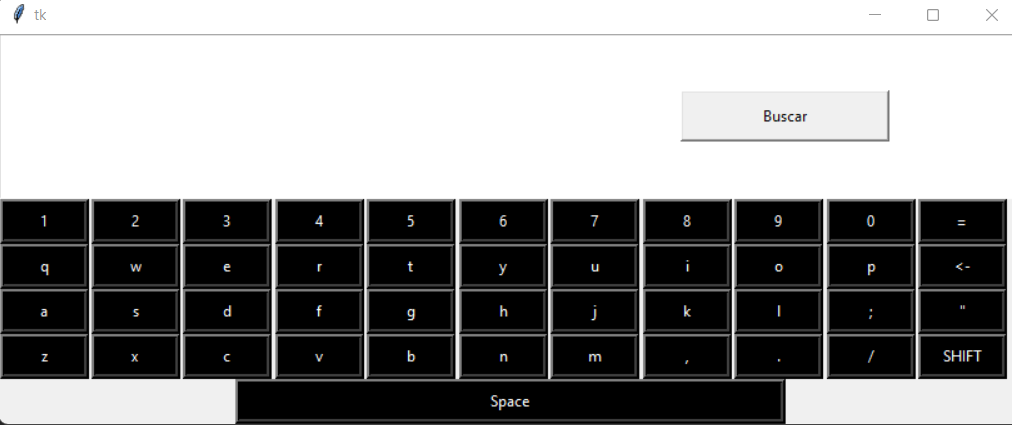 tk
Buscar
1 2 3 4 5 6 7 8 9 0 =
q w e r t y u i o p <-
a s d f g h j k l ; "
z x c v b n m , . / SHIFT
Space